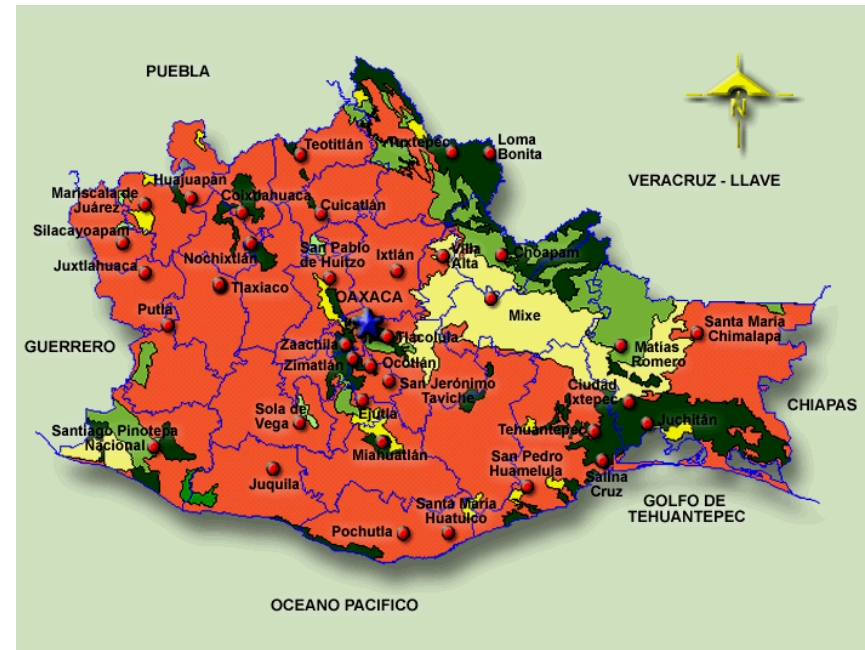 PUEBLA
VERACRUZ - LLAVE
N
Teotitlán
Tuxtepec
Loma
Bonita
Huajuapán
Mariscala de
Juárez
Coixtlahuaca
Cuicatlán
Silacayoapam
Nochixtlán
San Pablo
de Huitzo
Ixtlán
Villa
Alta
Choapam
Juxtlahuaca
Tlaxiaco
OAXACA
Mixe
Putla
Santa María
Chimalapa
GUERRERO
Zaachila
Tlacolula
Matías
Romero
Zimatlán
Ocotlán
San Jerónimo
Taviche
Ciudad
Ixtepec
CHIAPAS
Sola de
Vega
Ejutla
Juchitán
Santiago Pinotepa
Nacional
Tehuantepec
Miahuatlán
San Pedro
Huamelula
Salina
Cruz
Juquila
GOLFO DE
TEHUANTEPEC
Santa María
Huatulco
Pochutla
OCEANO PACIFICO